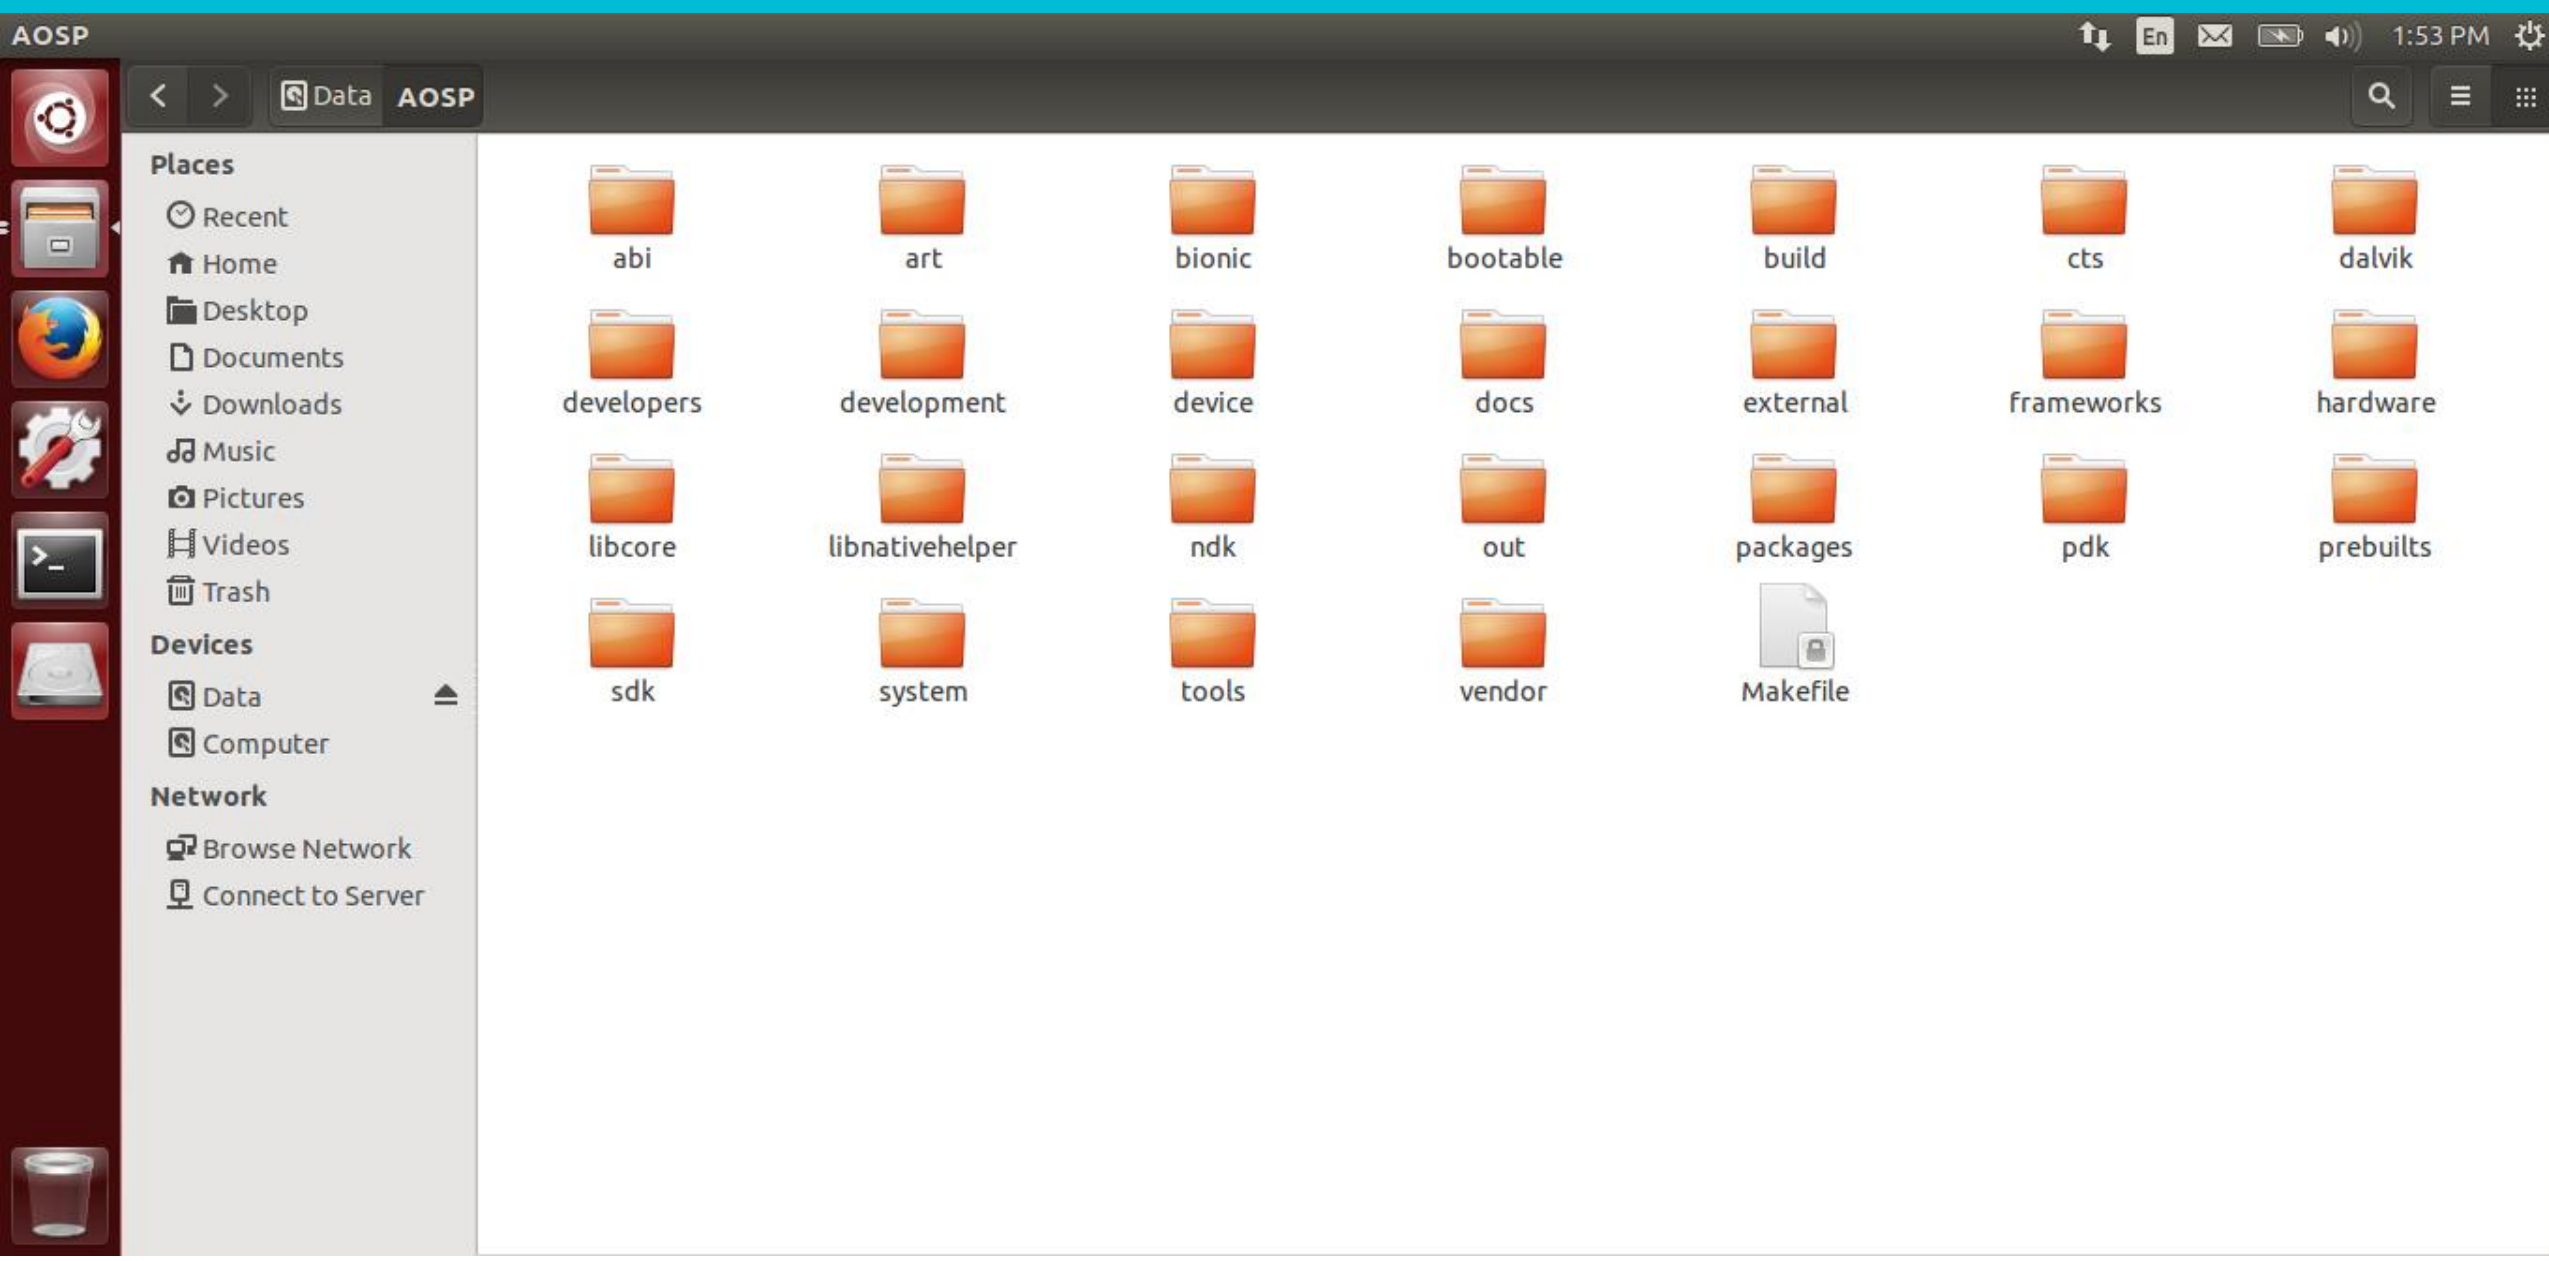 AOSP
En 1:53 PM
Data AOSP
Places
Recent
Home
Desktop
Documents
Downloads
Music
Pictures
Videos
Trash
Devices
Data
Computer
Network
Browse Network
Connect to Server
abi art bionic bootable build cts dalvik
developers development device docs external frameworks hardware
libcore libnativehelper ndk out packages pdk prebuilts
sdk system tools vendor Makefile